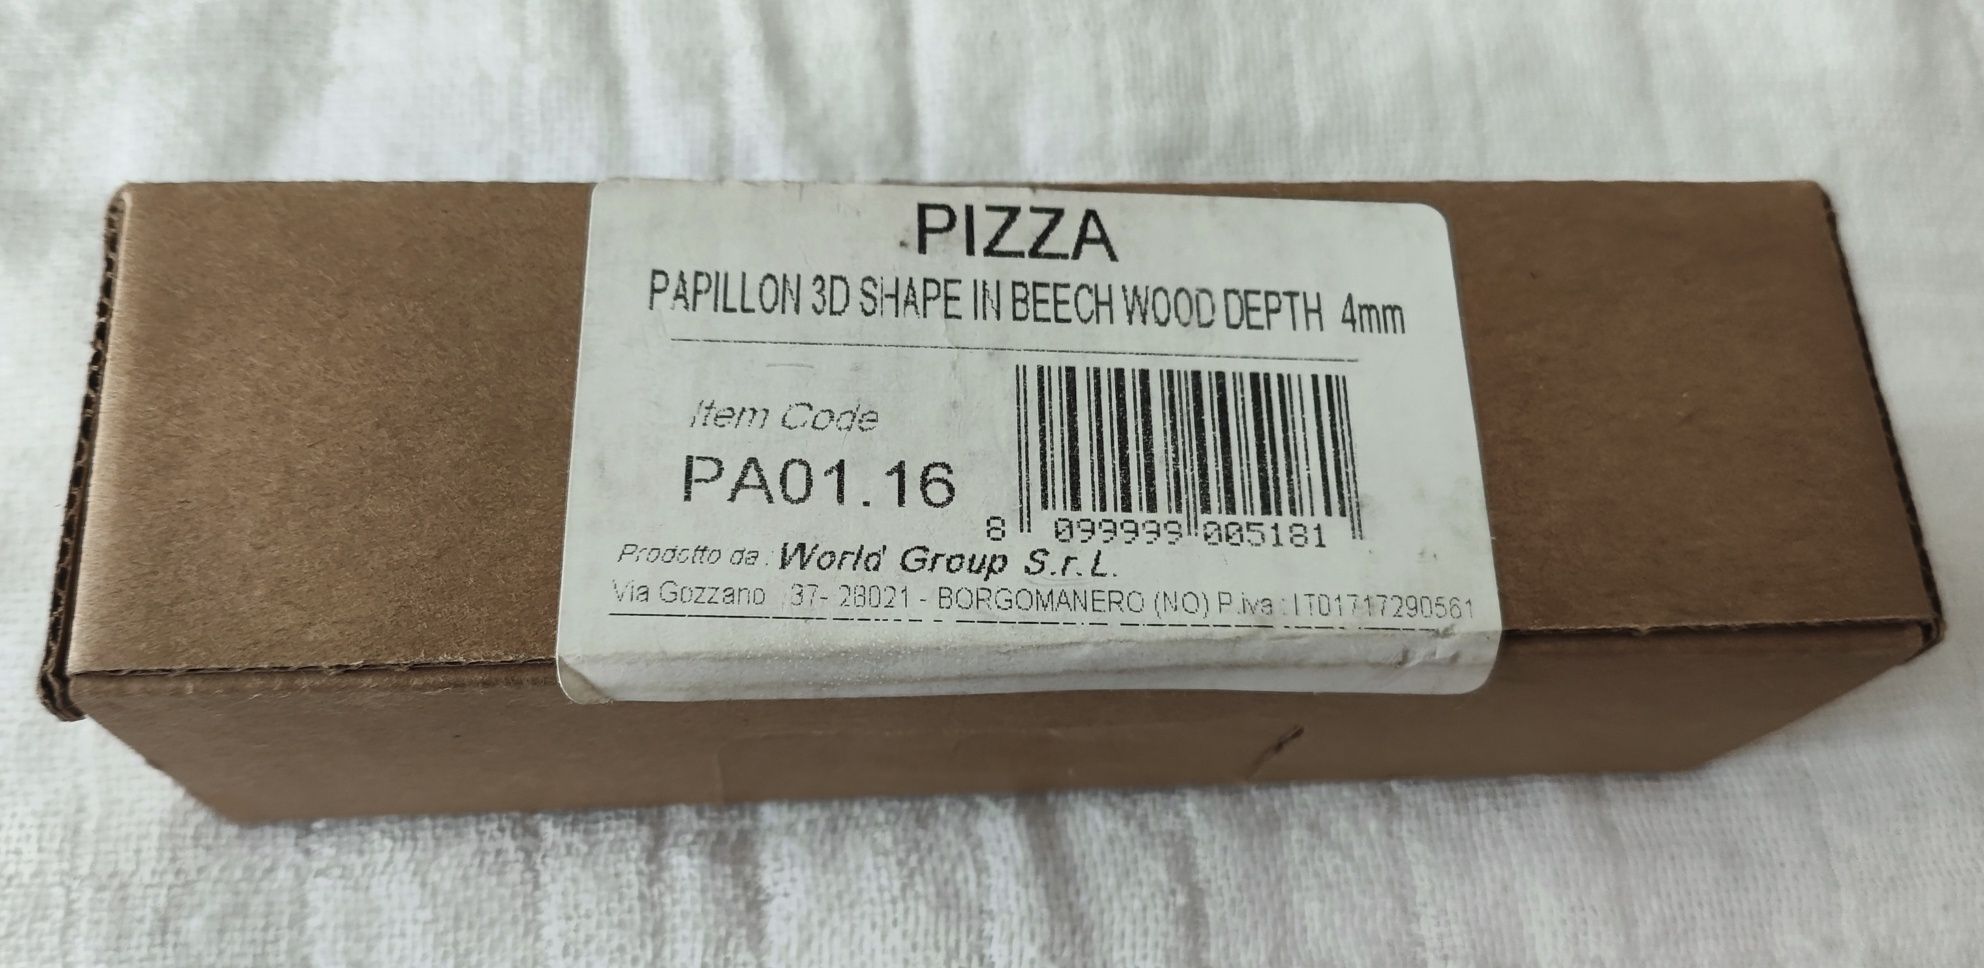 PIZZA
PAPILLON 3D SHAPE IN BEECH WOOD DEPTH 4mm
Item Code
PA01.16
8 099999 005181
Prodotto da : World Group S.r.L.
Via Gozzano , 37- 28021 - BORGOMANERO (NO) P.iva : IT01717290561